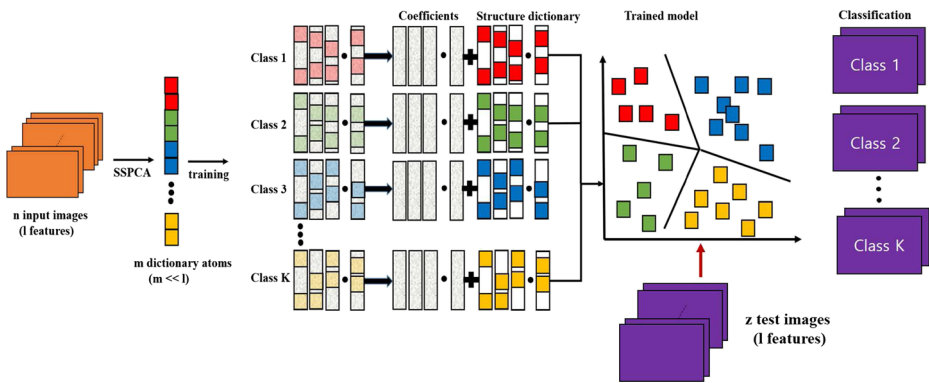 Coefficients
Structure dictionary
Trained model
Classification
Class 1
Class 2
Class 3
Class K
SSPCA
training
n input images
(l features)
m dictionary atoms
(m << l)
z test images
(l features)
Class 1
Class 2
Class K